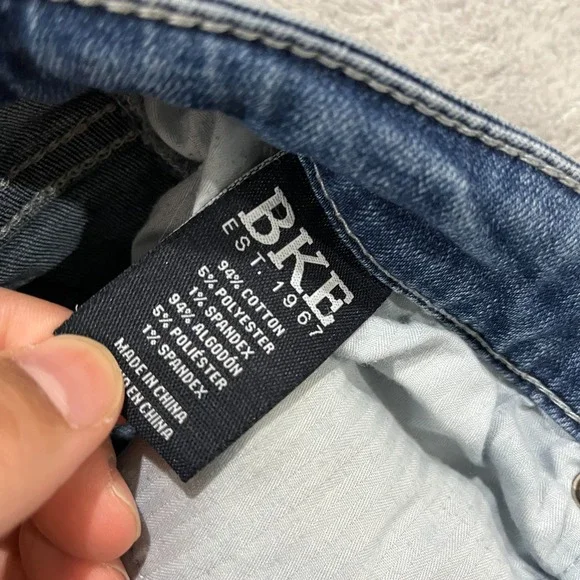 BKE
EST. 1967
94% COTTON
5% POLYESTER
1% SPANDEX
94% ALGODÓN
5% POLIÉSTER
1% SPANDEX
MADE IN CHINA
EN CHINA